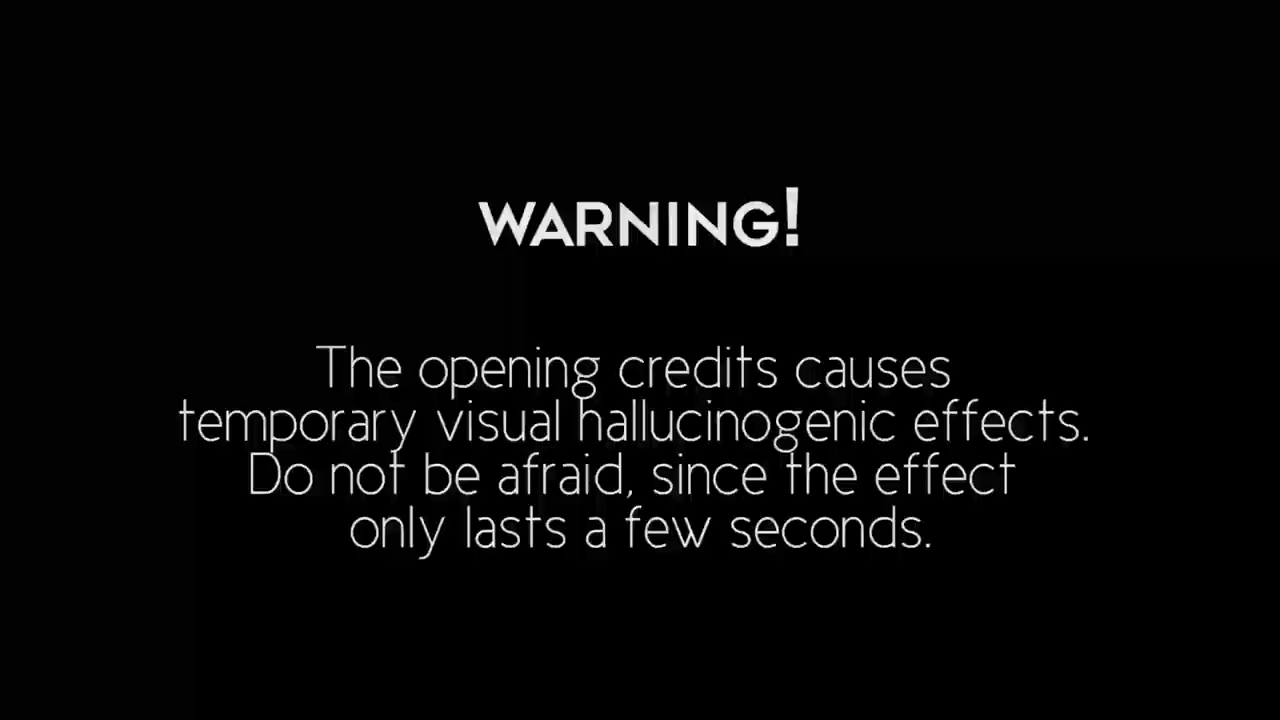 WARNING!
The opening credits causes
temporary visual hallucinogenic effects.
Do not be afraid, since the effect
only lasts a few seconds.